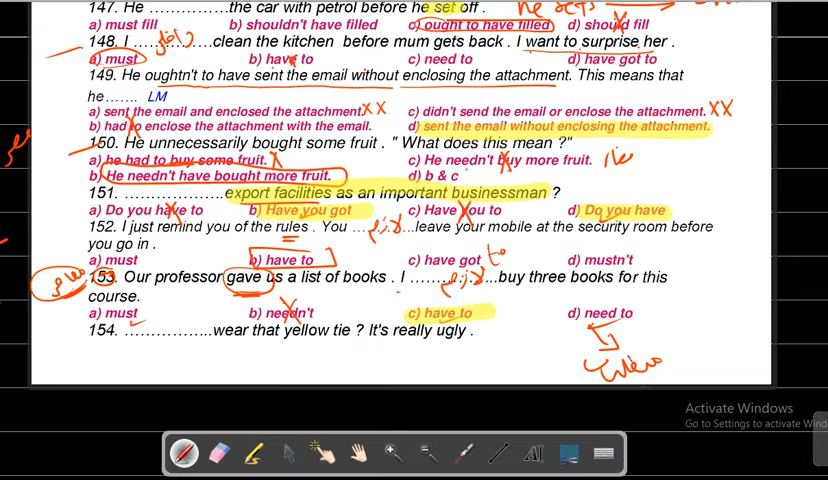 147. He ……………the car with petrol before he set off .
a) must fill b) shouldn't have filled c) ought to have filled d) should fill
148. I ……………clean the kitchen before mum gets back . I want to surprise her .
a) must b) have to c) need to d) have got to
149. He oughtn't to have sent the email without enclosing the attachment. This means that
he……. LM
a) sent the email and enclosed the attachment. c) didn't send the email or enclose the attachment.
b) had to enclose the attachment with the email. d) sent the email without enclosing the attachment.
150. He unnecessarily bought some fruit . " What does this mean ?"
a) he had to buy some fruit. c) He needn't buy more fruit.
b) He needn't have bought more fruit. d) b & c
151. ……………….export facilities as an important businessman ?
a) Do you have to b) Have you got c) Have you to d) Do you have
152. I just remind you of the rules . You ……………leave your mobile at the security room before
you go in .
a) must b) have to c) have got to d) mustn't
153. Our professor gave us a list of books . I ……………..buy three books for this
course.
a) must b) needn't c) have to d) need to
154. ……………..wear that yellow tie ? It's really ugly .
Activate Windows
Go to Settings to activate Wind